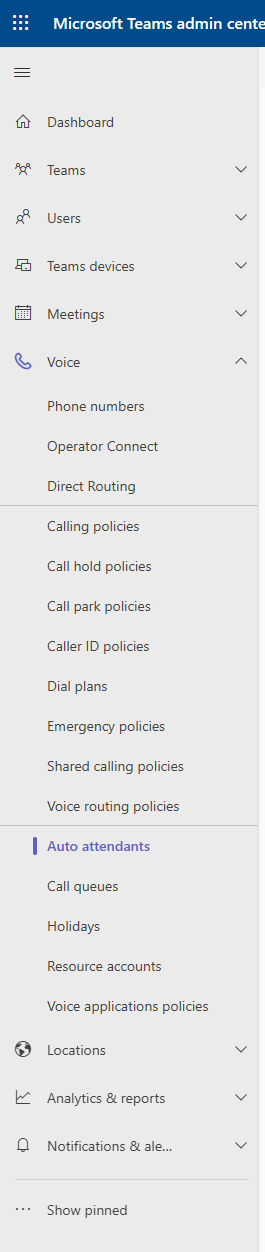 Microsoft Teams admin cente
Dashboard
Teams
Users
Teams devices
Meetings
Voice
Phone numbers
Operator Connect
Direct Routing
Calling policies
Call hold policies
Call park policies
Caller ID policies
Dial plans
Emergency policies
Shared calling policies
Voice routing policies
Auto attendants
Call queues
Holidays
Resource accounts
Voice applications policies
Locations
Analytics & reports
Notifications & ale...
Show pinned